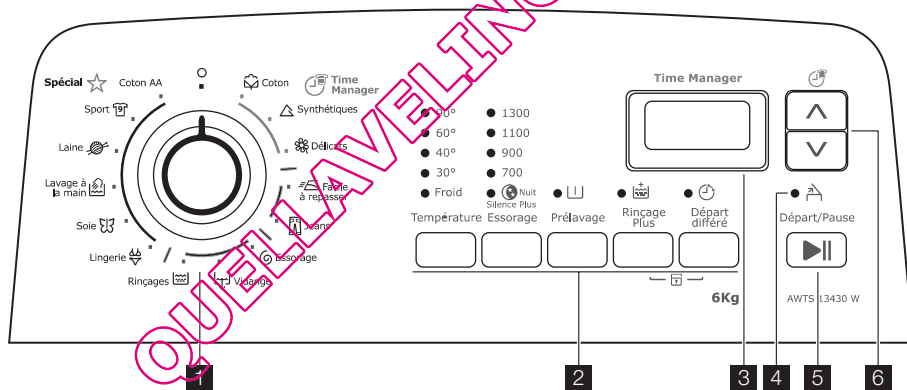 Spécial
Coton AA
Coton
Time Manager
Sport
Synthétiques
Laine
Délicats
Lavage à la main
Facile à repasser
Soie
Jeans
Lingerie
Essorage
Rinçages
Vidange
90°
60°
40°
30°
Froid
Température
1300
1100
900
700
Nuit Silence Plus
Essorage
Prélavage
Rinçage Plus
Départ différé
Time Manager
Départ/Pause
6Kg
AWTS 13430 W
1
2
3
4
5
6
QUELLAVELINGE